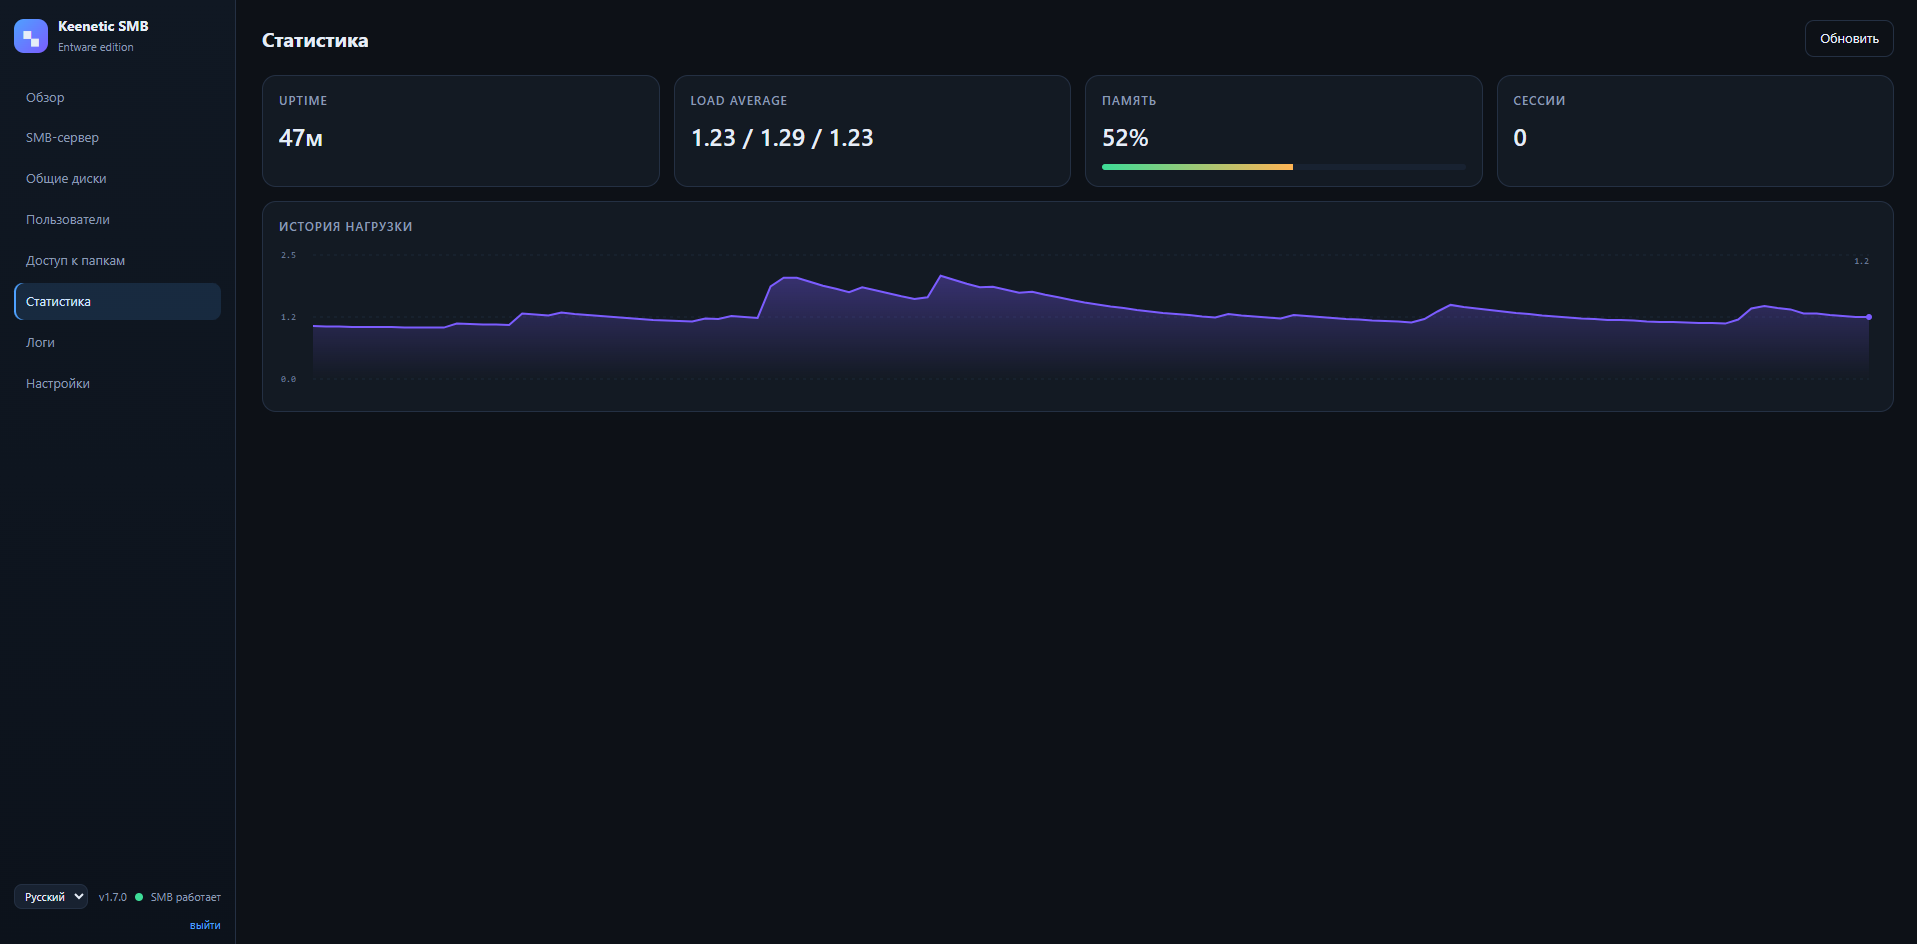 Keenetic SMB
Entware edition
Обзор
SMB-сервер
Общие диски
Пользователи
Доступ к папкам
Статистика
Логи
Настройки
Русский
v1.7.0
SMB работает
выйти
Статистика
Обновить
UPTIME
47м
LOAD AVERAGE
1.23 / 1.29 / 1.23
ПАМЯТЬ
52%
СЕССИИ
0
ИСТОРИЯ НАГРУЗКИ
2.5
1.2
1.2
0.0